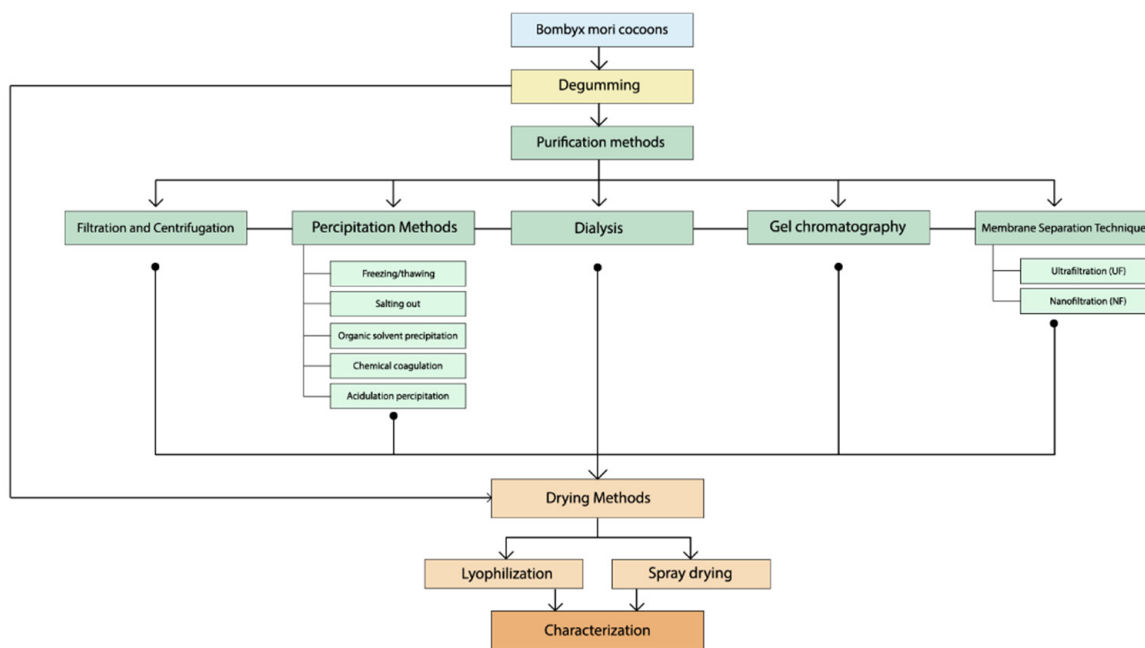 Bombyx mori cocoons
Degumming
Purification methods
Filtration and Centrifugation
Percipitation Methods
Dialysis
Gel chromatography
Membrane Separation Technique
Freezing/thawing
Salting out
Organic solvent precipitation
Chemical coagulation
Acidulation percipitation
Ultrafiltration (UF)
Nanofiltration (NF)
Drying Methods
Lyophilization
Spray drying
Characterization